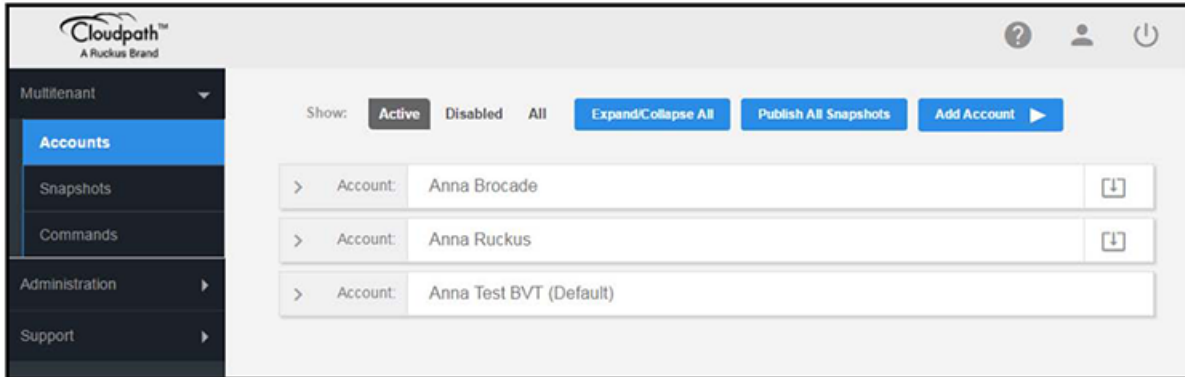 Cloudpath™
A Ruckus Brand
Multitenant
Accounts
Snapshots
Commands
Administration
Support
Show: Active Disabled All Expand/Collapse All Publish All Snapshots Add Account
Account: Anna Brocade
Account: Anna Ruckus
Account: Anna Test BVT (Default)